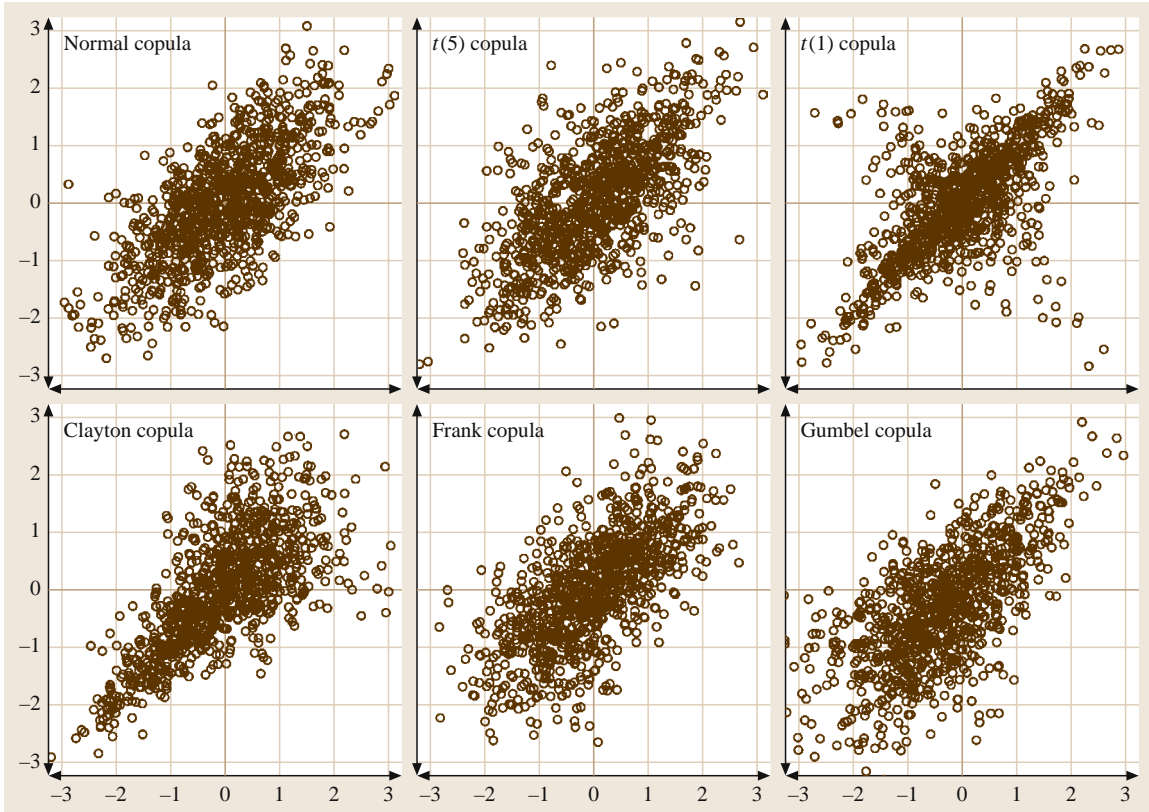 3
Normal copula
t(5) copula
t(1) copula
2
1
0
–1
–2
–3
3
Clayton copula
Frank copula
Gumbel copula
2
1
0
–1
–2
–3
–3 –2 –1 0 1 2 3
–3 –2 –1 0 1 2 3
–3 –2 –1 0 1 2 3